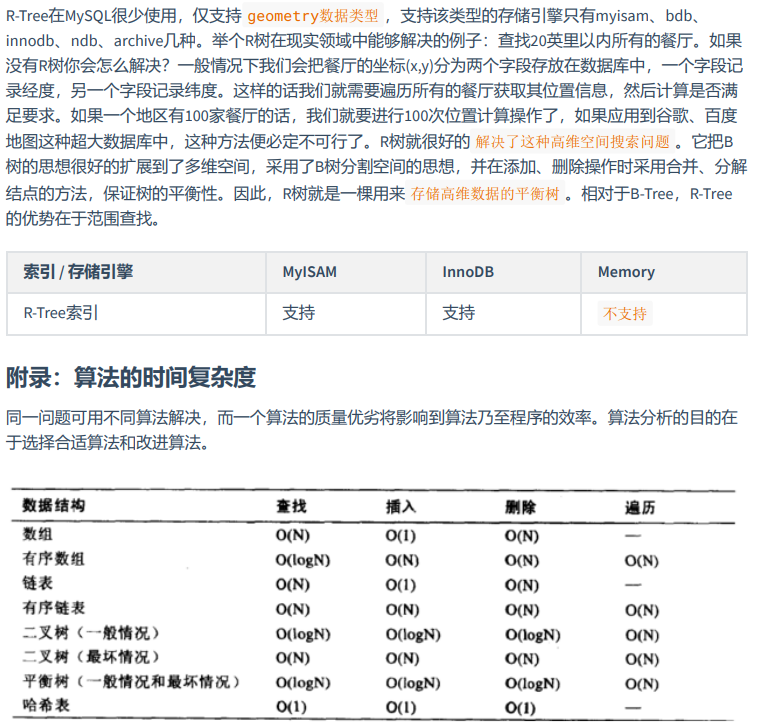 R-Tree在MySQL很少使用，仅支持 geometry数据类型 ，支持该类型的存储引擎只有myisam、bdb、
innodb、ndb、archive几种。举个R树在现实领域中能够解决的例子：查找20英里以内所有的餐厅。如果
没有R树你会怎么解决？一般情况下我们会把餐厅的坐标(x,y)分为两个字段存放在数据库中，一个字段记
录经度，另一个字段记录纬度。这样的话我们就需要遍历所有的餐厅获取其位置信息，然后计算是否满
足要求。如果一个地区有100家餐厅的话，我们就要进行100次位置计算操作了，如果应用到谷歌、百度
地图这种超大数据库中，这种方法便必定不可行了。R树就很好的 解决了这种高维空间搜索问题 。它把B
树的思想很好的扩展到了多维空间，采用了B树分割空间的思想，并在添加、删除操作时采用合并、分解
结点的方法，保证树的平衡性。因此，R树就是一棵用来 存储高维数据的平衡树 。相对于B-Tree，R-Tree
的优势在于范围查找。
索引 / 存储引擎 MyISAM InnoDB Memory
R-Tree索引 支持 支持 不支持
附录：算法的时间复杂度
同一问题可用不同算法解决，而一个算法的质量优劣将影响到算法乃至程序的效率。算法分析的目的在
于选择合适算法和改进算法。
数据结构 查找 插入 删除 遍历
数组 O(N) O(1) O(N) —
有序数组 O(logN) O(N) O(N) O(N)
链表 O(N) O(1) O(N) —
有序链表 O(N) O(N) O(N) O(N)
二叉树（一般情况） O(logN) O(logN) O(logN) O(N)
二叉树（最坏情况） O(N) O(N) O(N) O(N)
平衡树（一般情况和最坏情况） O(logN) O(logN) O(logN) O(N)
哈希表 O(1) O(1) O(1) —